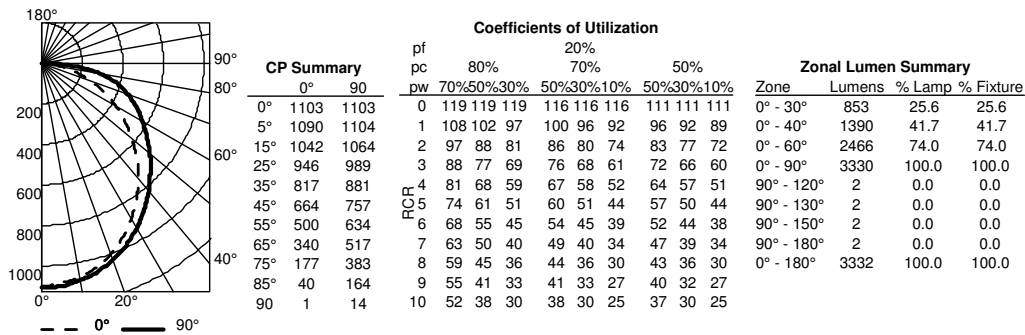 180°
90°
80°
200
400
600
60°
800
1000
40°
0° 20°
0° 90°
CP Summary
0° 90
0° 1103 1103
5° 1090 1104
15° 1042 1064
25° 946 989
35° 817 881
45° 664 757
55° 500 634
65° 340 517
75° 177 383
85° 40 164
90 1 14
Coefficients of Utilization
pf 20%
pc 80% 70% 50%
pw 70%50%30% 50%30%10% 50%30%10%
RCR
0 119 119 119 116 116 116 111 111 111
1 108 102 97 100 96 92 96 92 89
2 97 88 81 86 80 74 83 77 72
3 88 77 69 76 68 61 72 66 60
4 81 68 59 67 58 52 64 57 51
5 74 61 51 60 51 44 57 50 44
6 68 55 45 54 45 39 52 44 38
7 63 50 40 49 40 34 47 39 34
8 59 45 36 44 36 30 43 36 30
9 55 41 33 41 33 27 40 32 27
10 52 38 30 38 30 25 37 30 25
Zonal Lumen Summary
Zone Lumens % Lamp % Fixture
0° - 30° 853 25.6 25.6
0° - 40° 1390 41.7 41.7
0° - 60° 2466 74.0 74.0
0° - 90° 3330 100.0 100.0
90° - 120° 2 0.0 0.0
90° - 130° 2 0.0 0.0
90° - 150° 2 0.0 0.0
90° - 180° 2 0.0 0.0
0° - 180° 3332 100.0 100.0